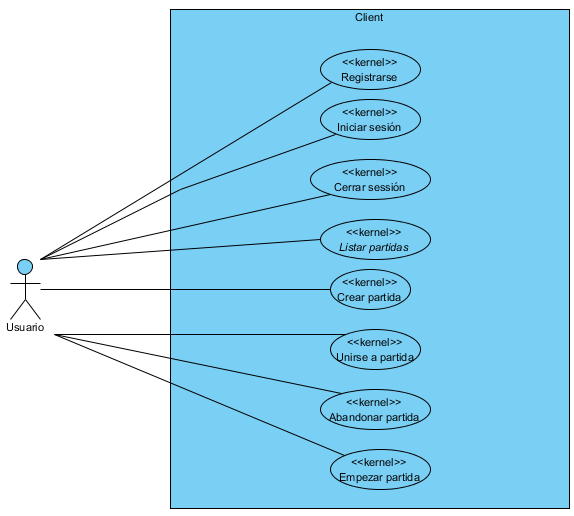 Client
<<kernel>>
Registrarse
<<kernel>>
Iniciar sesión
<<kernel>>
Cerrar sessión
<<kernel>>
Listar partidas
<<kernel>>
Crear partida
Usuario
<<kernel>>
Unirse a partida
<<kernel>>
Abandonar partida
<<kernel>>
Empezar partida